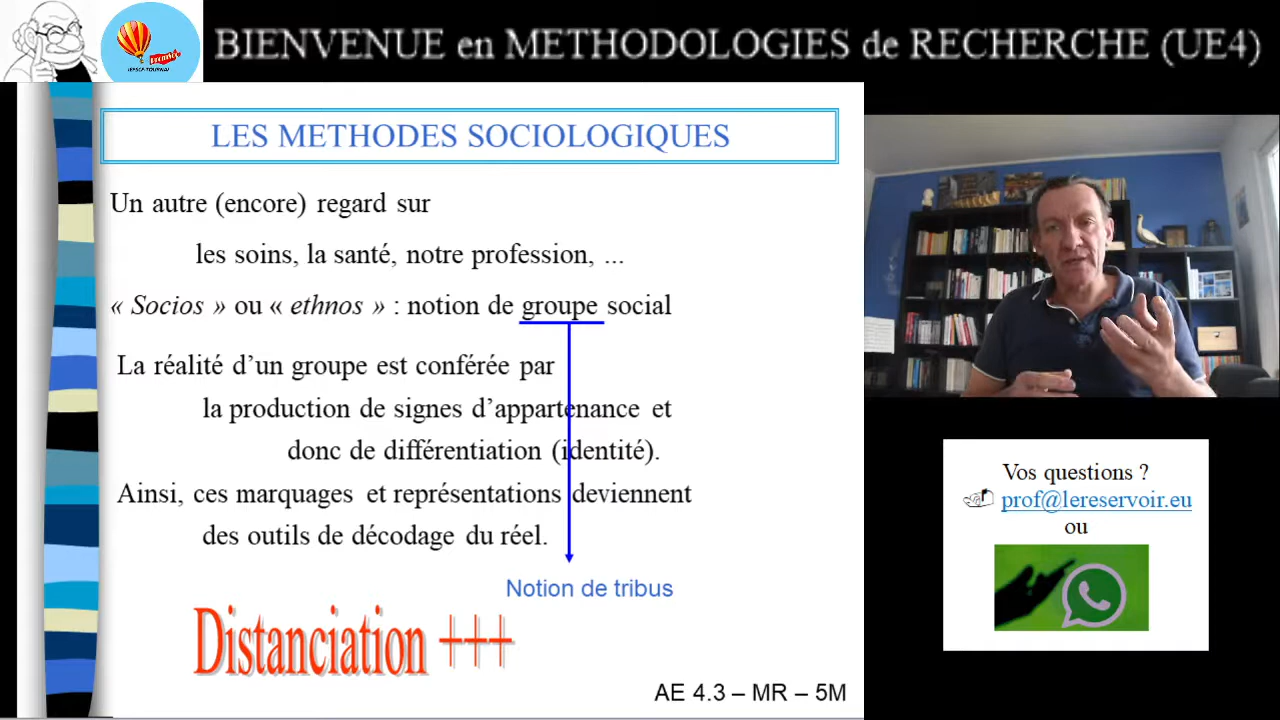 BIENVENUE en METHODOLOGIES de RECHERCHE (UE4)
LES METHODES SOCIOLOGIQUES
Un autre (encore) regard sur
les soins, la santé, notre profession, ...
« Socios » ou « ethnos » : notion de groupe social
La réalité d’un groupe est conférée par
la production de signes d’appartenance et
donc de différentiation (identité).
Ainsi, ces marquages et représentations deviennent
des outils de décodage du réel.
Notion de tribus
Distanciation +++
AE 4.3 – MR – 5M
Vos questions ?
prof@lereservoir.eu
ou